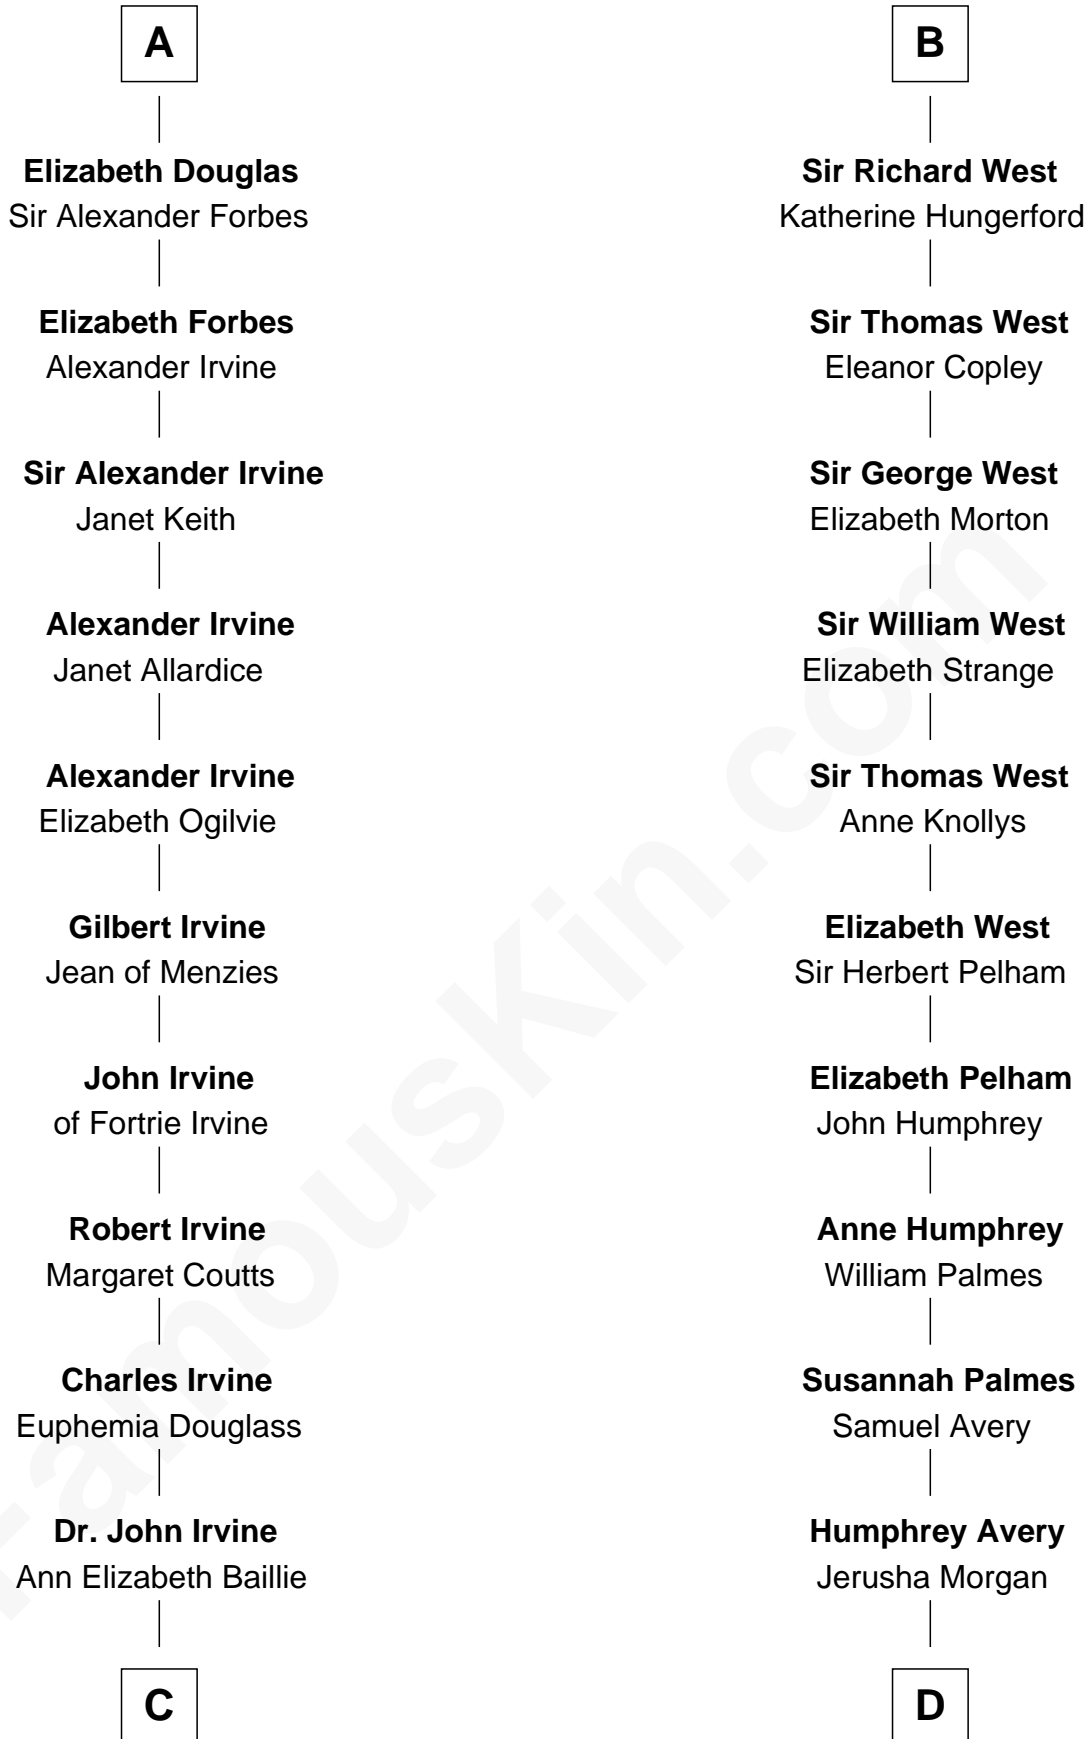 A
Elizabeth Douglas
Sir Alexander Forbes
Elizabeth Forbes
Alexander Irvine
Sir Alexander Irvine
Janet Keith
Alexander Irvine
Janet Allardice
Alexander Irvine
Elizabeth Ogilvie
Gilbert Irvine
Jean of Menzies
John Irvine
of Fortrie Irvine
Robert Irvine
Margaret Coutts
Charles Irvine
Euphemia Douglass
Dr. John Irvine
Ann Elizabeth Baillie
C
B
Sir Richard West
Katherine Hungerford
Sir Thomas West
Eleanor Copley
Sir George West
Elizabeth Morton
Sir William West
Elizabeth Strange
Sir Thomas West
Anne Knollys
Elizabeth West
Sir Herbert Pelham
Elizabeth Pelham
John Humphrey
Anne Humphrey
William Palmes
Susannah Palmes
Samuel Avery
Humphrey Avery
Jerusha Morgan
D
FamousKin.com